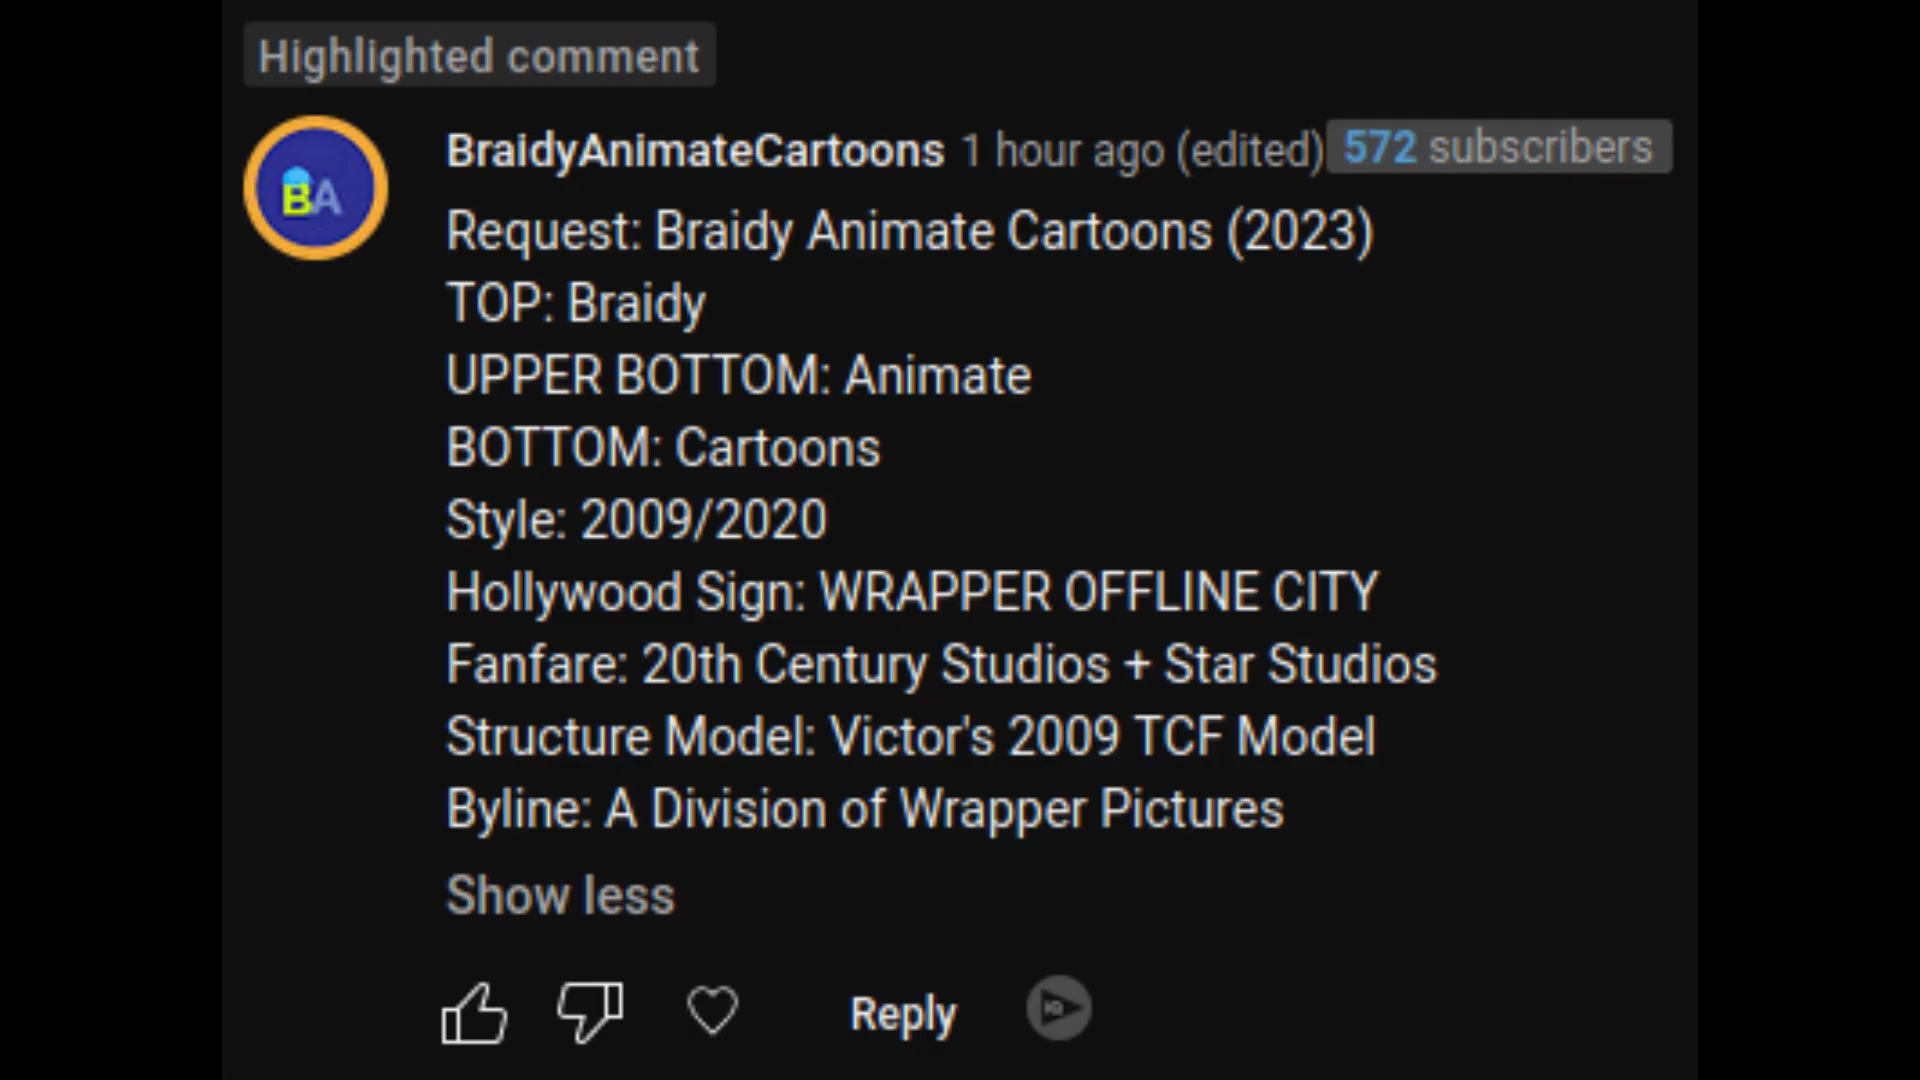 Highlighted comment
BA
BraidyAnimateCartoons 1 hour ago (edited) 572 subscribers
Request: Braidy Animate Cartoons (2023)
TOP: Braidy
UPPER BOTTOM: Animate
BOTTOM: Cartoons
Style: 2009/2020
Hollywood Sign: WRAPPER OFFLINE CITY
Fanfare: 20th Century Studios + Star Studios
Structure Model: Victor's 2009 TCF Model
Byline: A Division of Wrapper Pictures
Show less
Reply